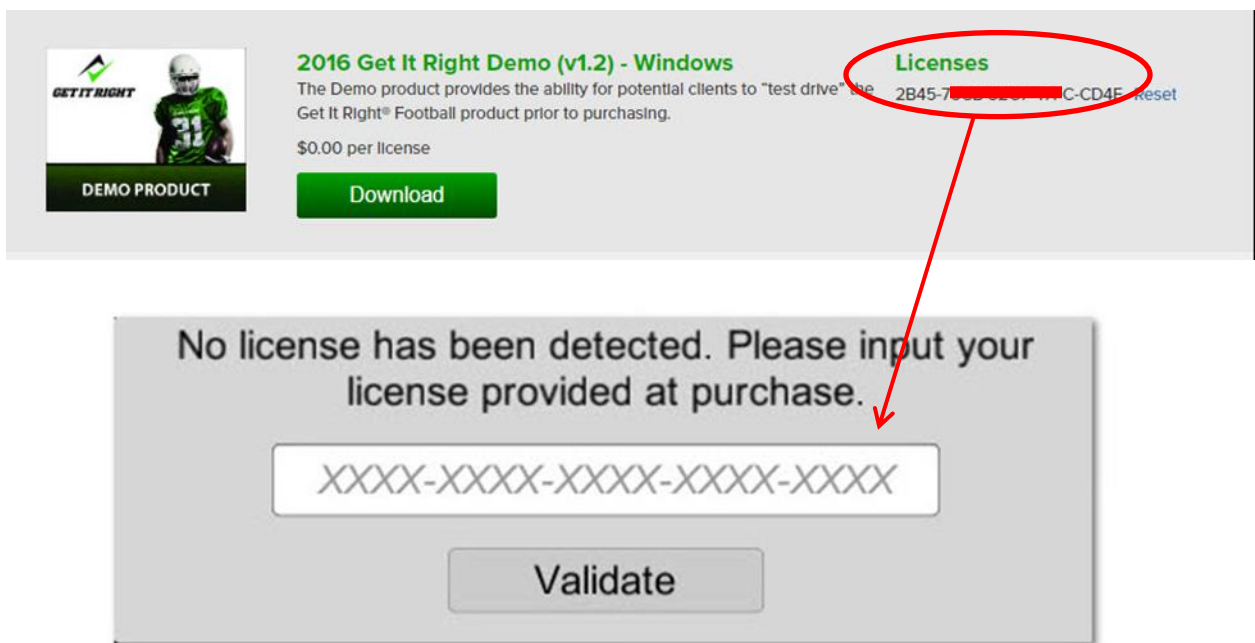 GET IT RIGHT
31
DEMO PRODUCT
2016 Get It Right Demo (v1.2) - Windows
The Demo product provides the ability for potential clients to "test drive" the
Get It Right® Football product prior to purchasing.
$0.00 per license
Download
Licenses
Reset
No license has been detected. Please input your
license provided at purchase.
XXXX-XXXX-XXXX-XXXX-XXXX
Validate